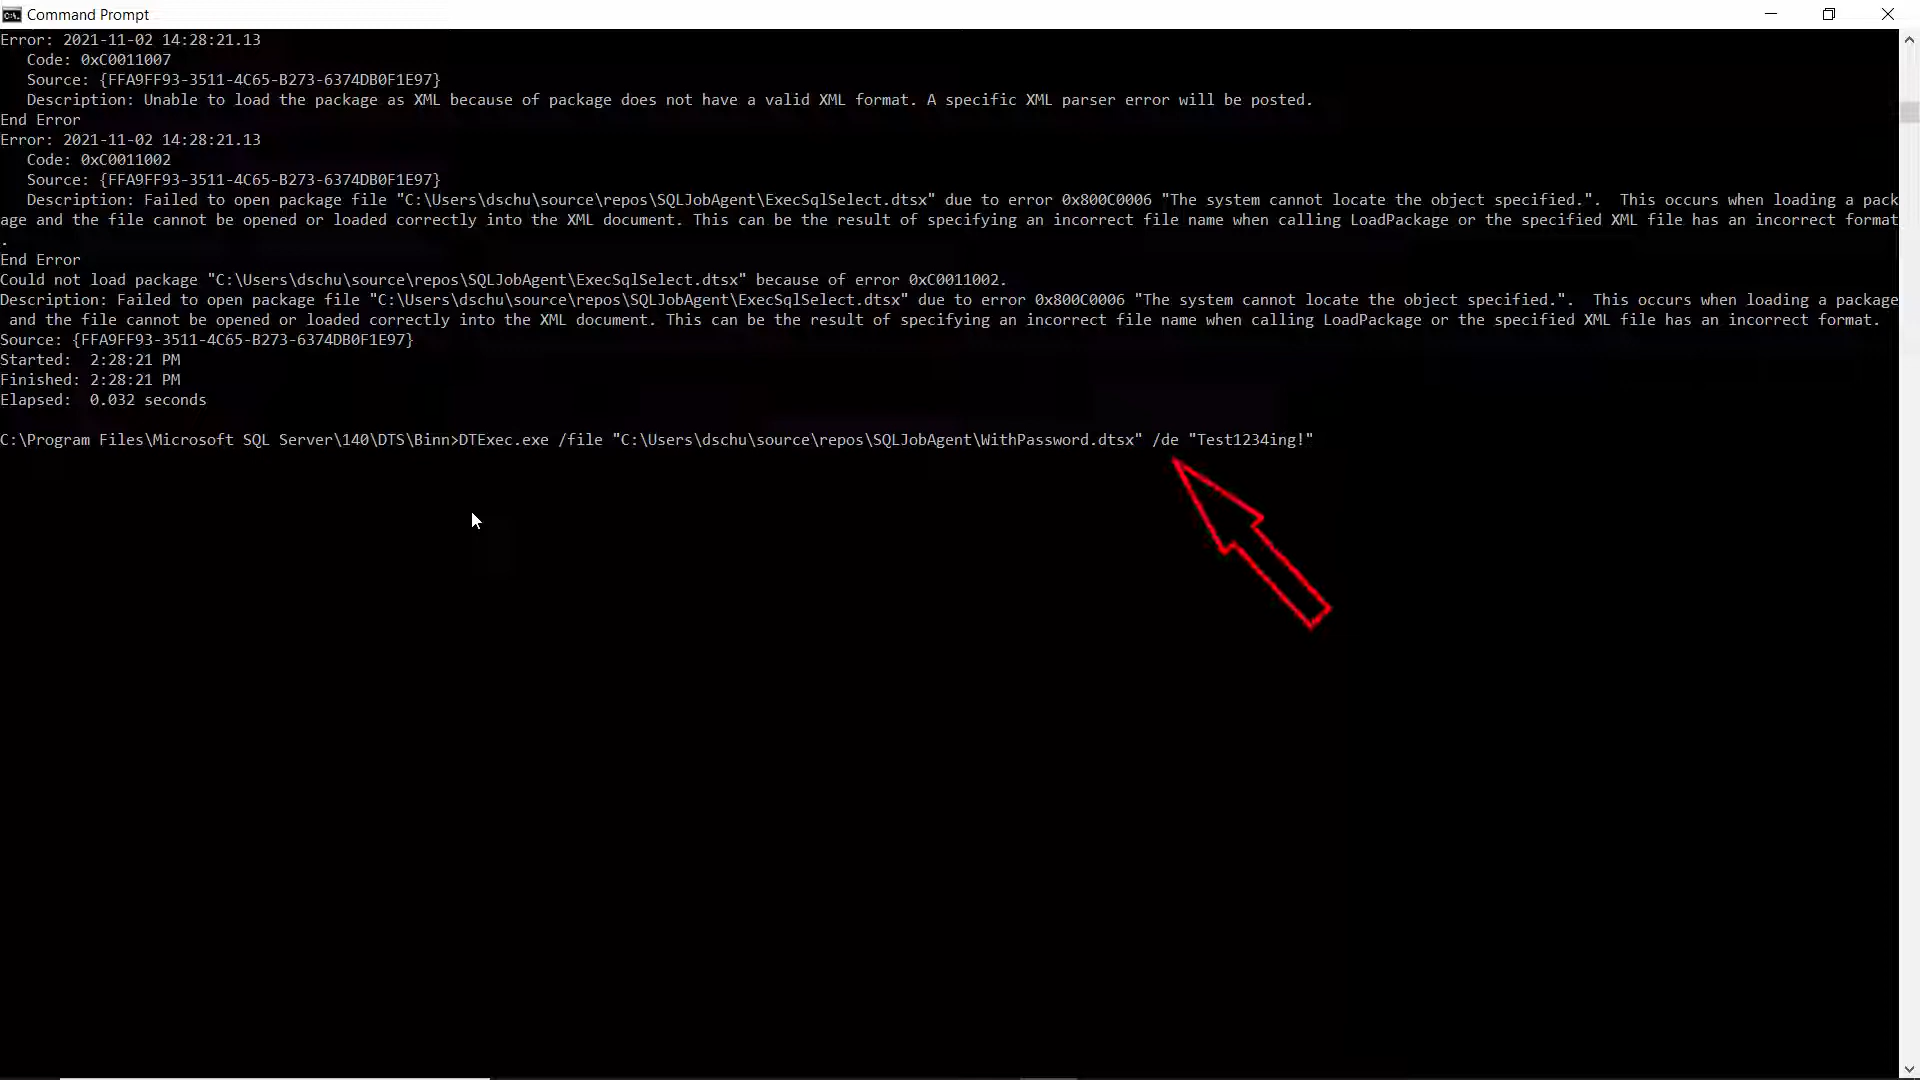 Command Prompt
Error: 2021-11-02 14:28:21.13
Code: 0xC0011007
Source: {FFA9FF93-3511-4C65-B273-6374DB0F1E97}
Description: Unable to load the package as XML because of package does not have a valid XML format. A specific XML parser error will be posted.
End Error
Error: 2021-11-02 14:28:21.13
Code: 0xC0011002
Source: {FFA9FF93-3511-4C65-B273-6374DB0F1E97}
Description: Failed to open package file "C:\Users\dschu\source\repos\SQLJobAgent\ExecSqlSelect.dtsx" due to error 0x800C0006 "The system cannot locate the object specified.".  This occurs when loading a pack
age and the file cannot be opened or loaded correctly into the XML document. This can be the result of specifying an incorrect file name when calling LoadPackage or the specified XML file has an incorrect format
.
End Error
Could not load package "C:\Users\dschu\source\repos\SQLJobAgent\ExecSqlSelect.dtsx" because of error 0xC0011002.
Description: Failed to open package file "C:\Users\dschu\source\repos\SQLJobAgent\ExecSqlSelect.dtsx" due to error 0x800C0006 "The system cannot locate the object specified.".  This occurs when loading a package
and the file cannot be opened or loaded correctly into the XML document. This can be the result of specifying an incorrect file name when calling LoadPackage or the specified XML file has an incorrect format.
Source: {FFA9FF93-3511-4C65-B273-6374DB0F1E97}
Started:  2:28:21 PM
Finished: 2:28:21 PM
Elapsed:  0.032 seconds
C:\Program Files\Microsoft SQL Server\140\DTS\Binn>DTExec.exe /file "C:\Users\dschu\source\repos\SQLJobAgent\WithPassword.dtsx" /de "Test1234ing!"